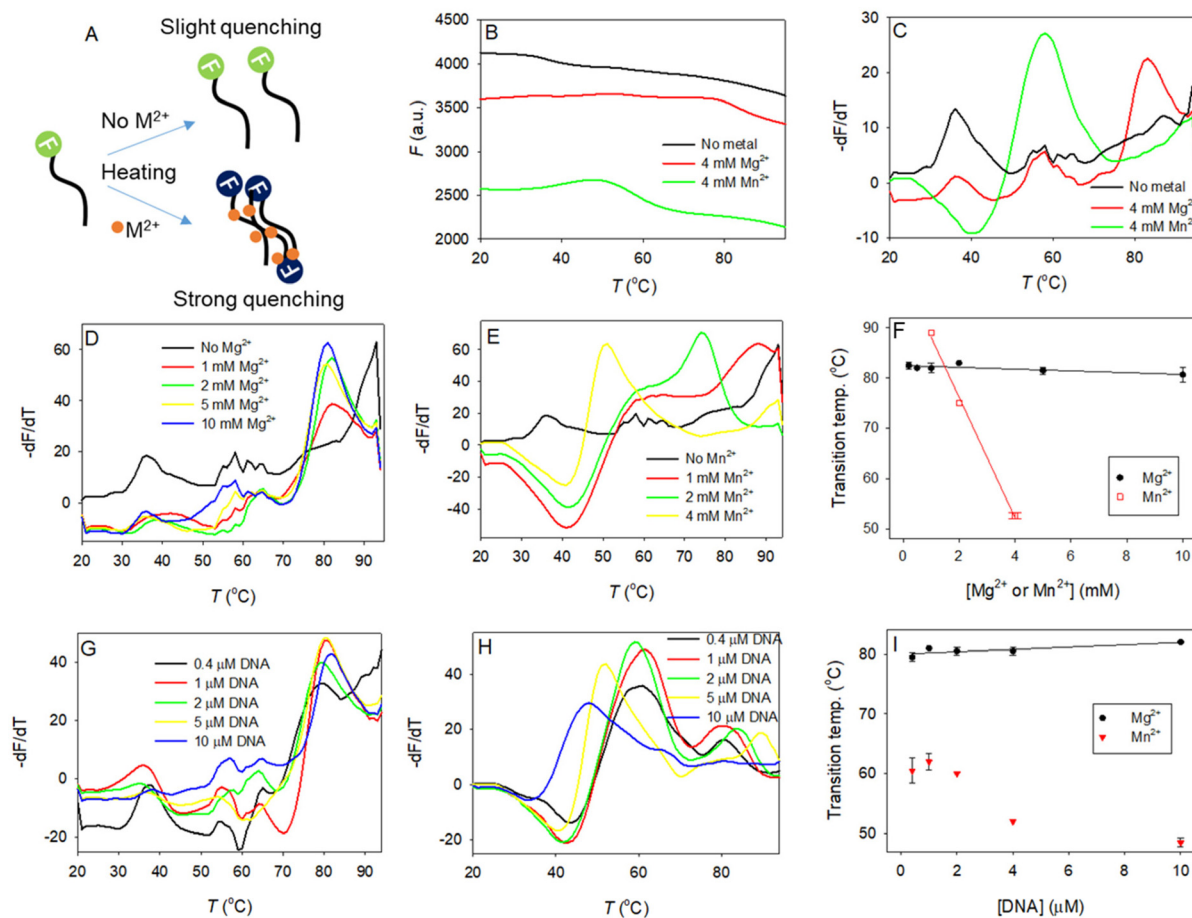 A
Slight quenching
F
F
F
No M²⁺
Heating
M²⁺
F
F
F
Strong quenching
B
4500
4000
3500
3000
2500
2000
F (a.u.)
No metal
4 mM Mg²⁺
4 mM Mn²⁺
20 40 60 80
T (°C)
C
30
20
10
0
-10
-dF/dT
No metal
4 mM Mg²⁺
4 mM Mn²
20 40 60 80
T (°C)
D
60
40
20
0
-dF/dT
No Mg²⁺
1 mM Mg²⁺
2 mM Mg²⁺
5 mM Mg²⁺
10 mM Mg²⁺
20 30 40 50 60 70 80 90
T (°C)
E
60
40
20
0
-20
-40
-dF/dT
No Mn²⁺
1 mM Mn²⁺
2 mM Mn²⁺
4 mM Mn²⁺
20 30 40 50 60 70 80 90
T (°C)
F
90
80
70
60
50
Transition temp. (°C)
Mg²⁺
Mn²⁺
0 2 4 6 8 10
[Mg²⁺ or Mn²⁺] (mM)
G
40
20
0
-20
-dF/dT
0.4 μM DNA
1 μM DNA
2 μM DNA
5 μM DNA
10 μM DNA
20 30 40 50 60 70 80 90
T (°C)
H
60
40
20
0
-20
-dF/dT
0.4 μM DNA
1 μM DNA
2 μM DNA
5 μM DNA
10 μM DNA
20 30 40 50 60 70 80 90
T (°C)
I
90
80
70
60
50
Transition temp. (°C)
Mg²⁺
Mn²⁺
0 2 4 6 8 10
[DNA] (μM)